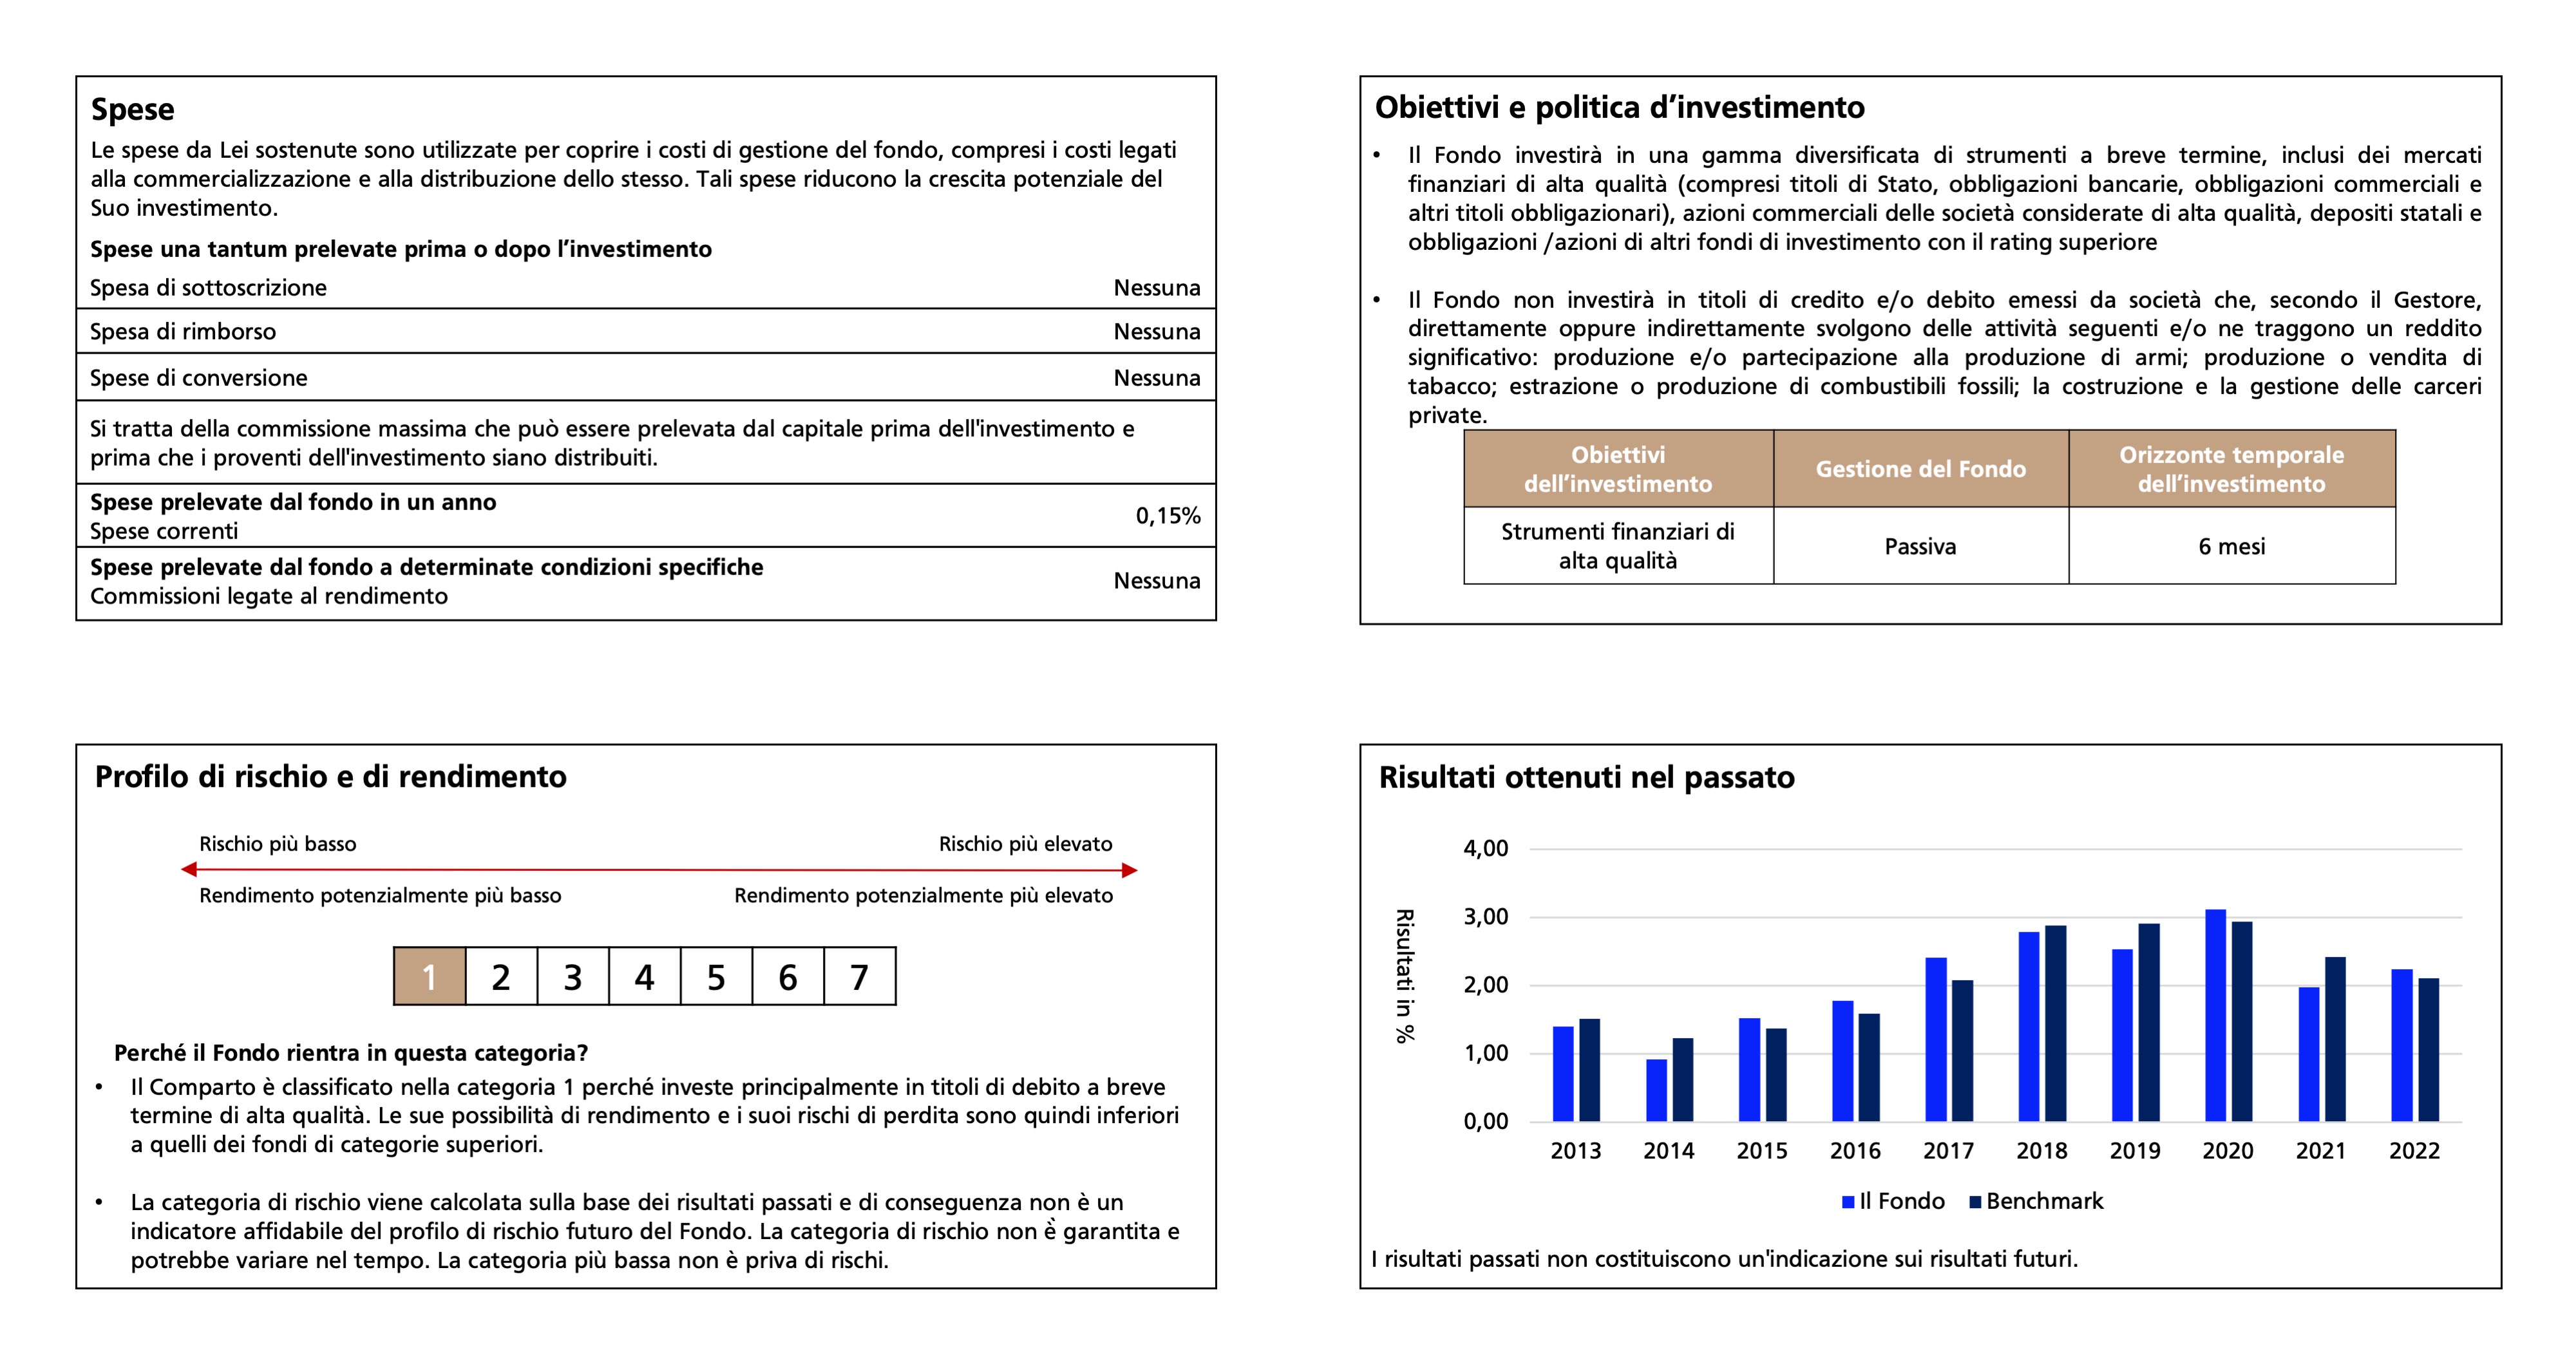 Spese
Le spese da Lei sostenute sono utilizzate per coprire i costi di gestione del fondo, compresi i costi legati
alla commercializzazione e alla distribuzione dello stesso. Tali spese riducono la crescita potenziale del
Suo investimento.
Spese una tantum prelevate prima o dopo l’investimento
Spesa di sottoscrizione Nessuna
Spesa di rimborso Nessuna
Spese di conversione Nessuna
Si tratta della commissione massima che può essere prelevata dal capitale prima dell'investimento e
prima che i proventi dell'investimento siano distribuiti.
Spese prelevate dal fondo in un anno
Spese correnti
0,15%
Spese prelevate dal fondo a determinate condizioni specifiche
Commissioni legate al rendimento
Nessuna
Obiettivi e politica d’investimento
• Il Fondo investirà in una gamma diversificata di strumenti a breve termine, inclusi dei mercati
finanziari di alta qualità (compresi titoli di Stato, obbligazioni bancarie, obbligazioni commerciali e
altri titoli obbligazionari), azioni commerciali delle società considerate di alta qualità, depositi statali e
obbligazioni /azioni di altri fondi di investimento con il rating superiore
• Il Fondo non investirà in titoli di credito e/o debito emessi da società che, secondo il Gestore,
direttamente oppure indirettamente svolgono delle attività seguenti e/o ne traggono un reddito
significativo: produzione e/o partecipazione alla produzione di armi; produzione o vendita di
tabacco; estrazione o produzione di combustibili fossili; la costruzione e la gestione delle carceri
private.
Obiettivi
dell’investimento
Gestione del Fondo
Orizzonte temporale
dell’investimento
Strumenti finanziari di
alta qualità
Passiva
6 mesi
Profilo di rischio e di rendimento
Rischio più basso Rischio più elevato
Rendimento potenzialmente più basso Rendimento potenzialmente più elevato
1 2 3 4 5 6 7
Perché il Fondo rientra in questa categoria?
• Il Comparto è classificato nella categoria 1 perché investe principalmente in titoli di debito a breve
termine di alta qualità. Le sue possibilità di rendimento e i suoi rischi di perdita sono quindi inferiori
a quelli dei fondi di categorie superiori.
• La categoria di rischio viene calcolata sulla base dei risultati passati e di conseguenza non è un
indicatore affidabile del profilo di rischio futuro del Fondo. La categoria di rischio non è garantita e
potrebbe variare nel tempo. La categoria più bassa non è priva di rischi.
Risultati ottenuti nel passato
Risultati in %
4,00
3,00
2,00
1,00
0,00
2013 2014 2015 2016 2017 2018 2019 2020 2021 2022
Il Fondo Benchmark
I risultati passati non costituiscono un'indicazione sui risultati futuri.